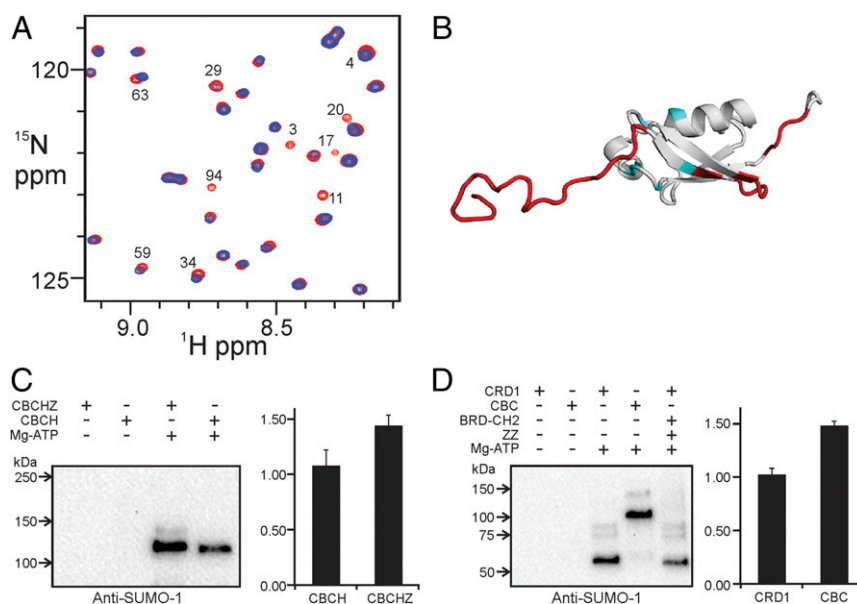 A
120
125
15N
ppm
9.0
8.5
1H ppm
63
29
4
20
3
17
94
11
59
34
B
C
CBCHZ + - + -
CBCH - + - +
Mg-ATP - - + +
kDa
250
150
100
Anti-SUMO-1
1.50
1.00
0.50
0.00
CBCH CBCHZ
D
CRD1 + - + - +
CBC - + - + -
BRD-CH2 - - - - +
ZZ - - - - +
Mg-ATP - - + + +
kDa
150
100
75
50
Anti-SUMO-1
1.50
1.00
0.50
0.00
CRD1 CBC